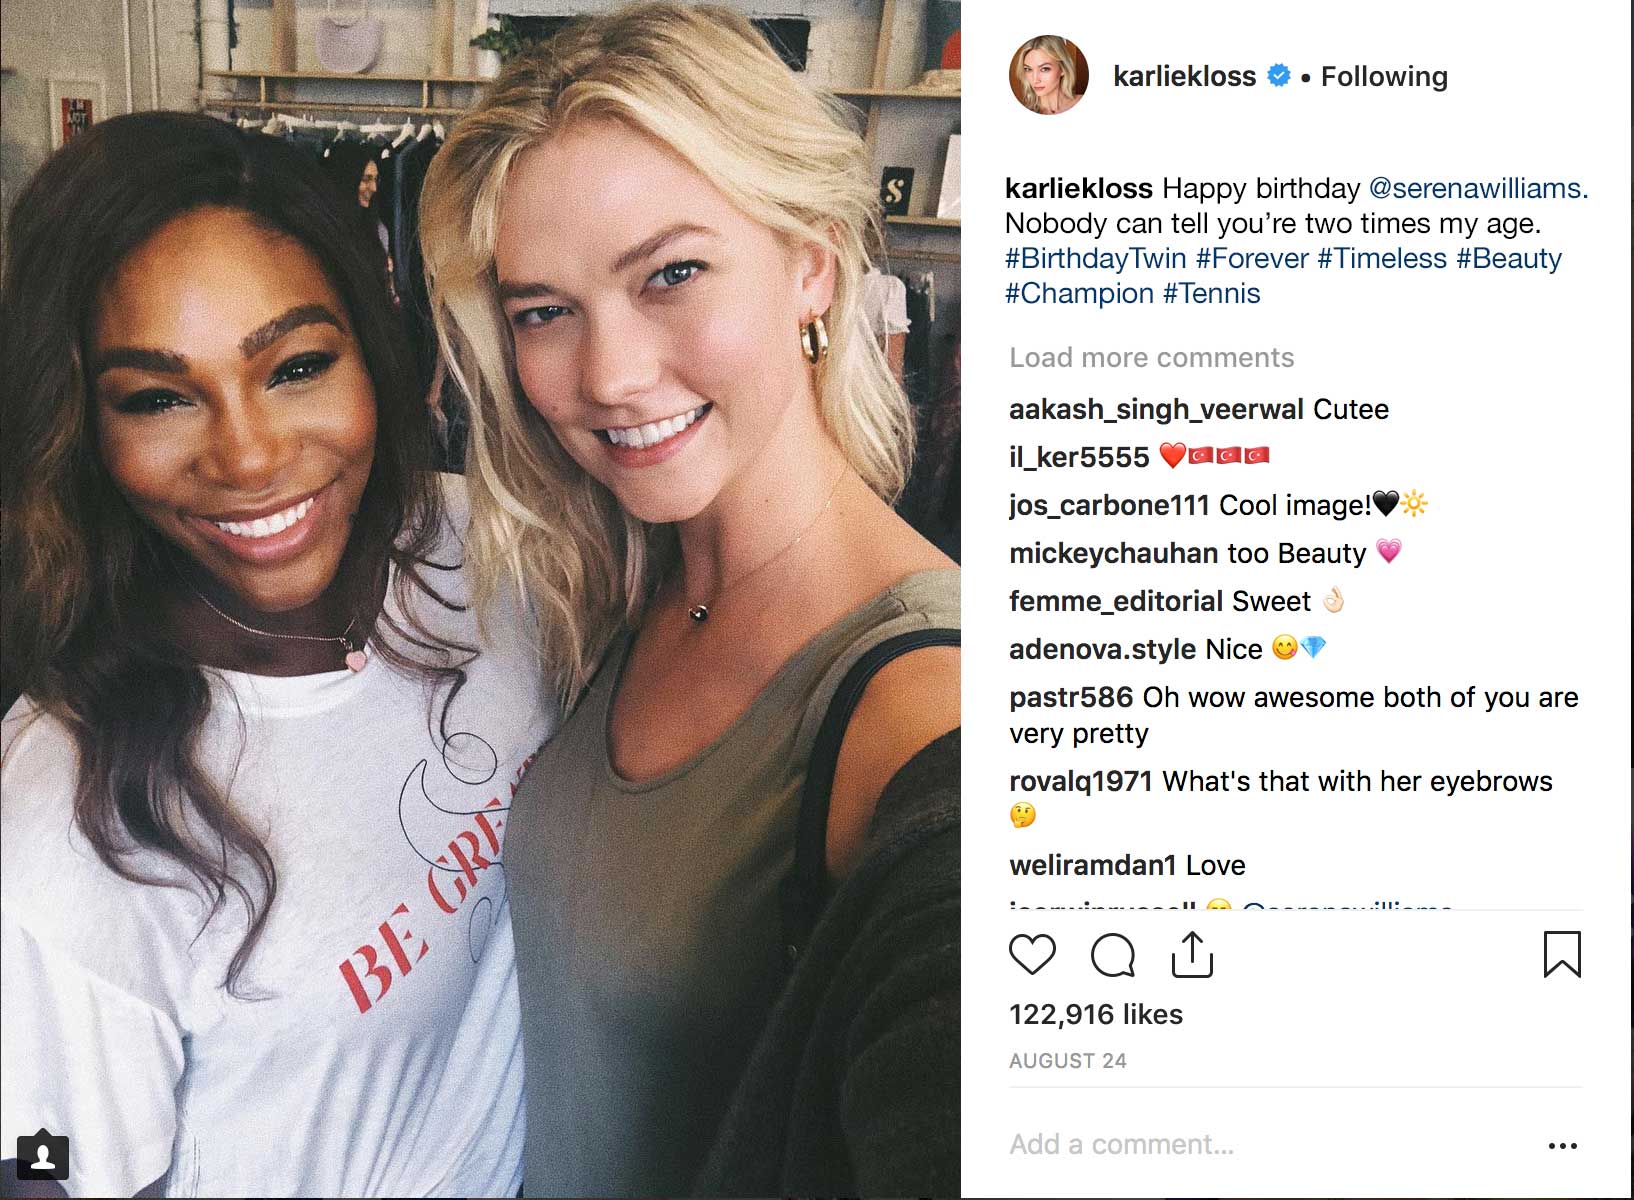 I'M
NOT
S
BE GRE
karliekloss • Following
karliekloss Happy birthday @serenawilliams.
Nobody can tell you’re two times my age.
#BirthdayTwin #Forever #Timeless #Beauty
#Champion #Tennis
Load more comments
aakash_singh_veerwal Cutee
il_ker5555 ❤️🇹🇷🇹🇷🇹🇷
jos_carbone111 Cool image!🖤🔆
mickeychauhan too Beauty 💗
femme_editorial Sweet 👌🏻
adenova.style Nice 😋💎
pastr586 Oh wow awesome both of you are
very pretty
rovalq1971 What's that with her eyebrows
🤔
weliramdan1 Love
@serenawilliams
122,916 likes
AUGUST 24
Add a comment...